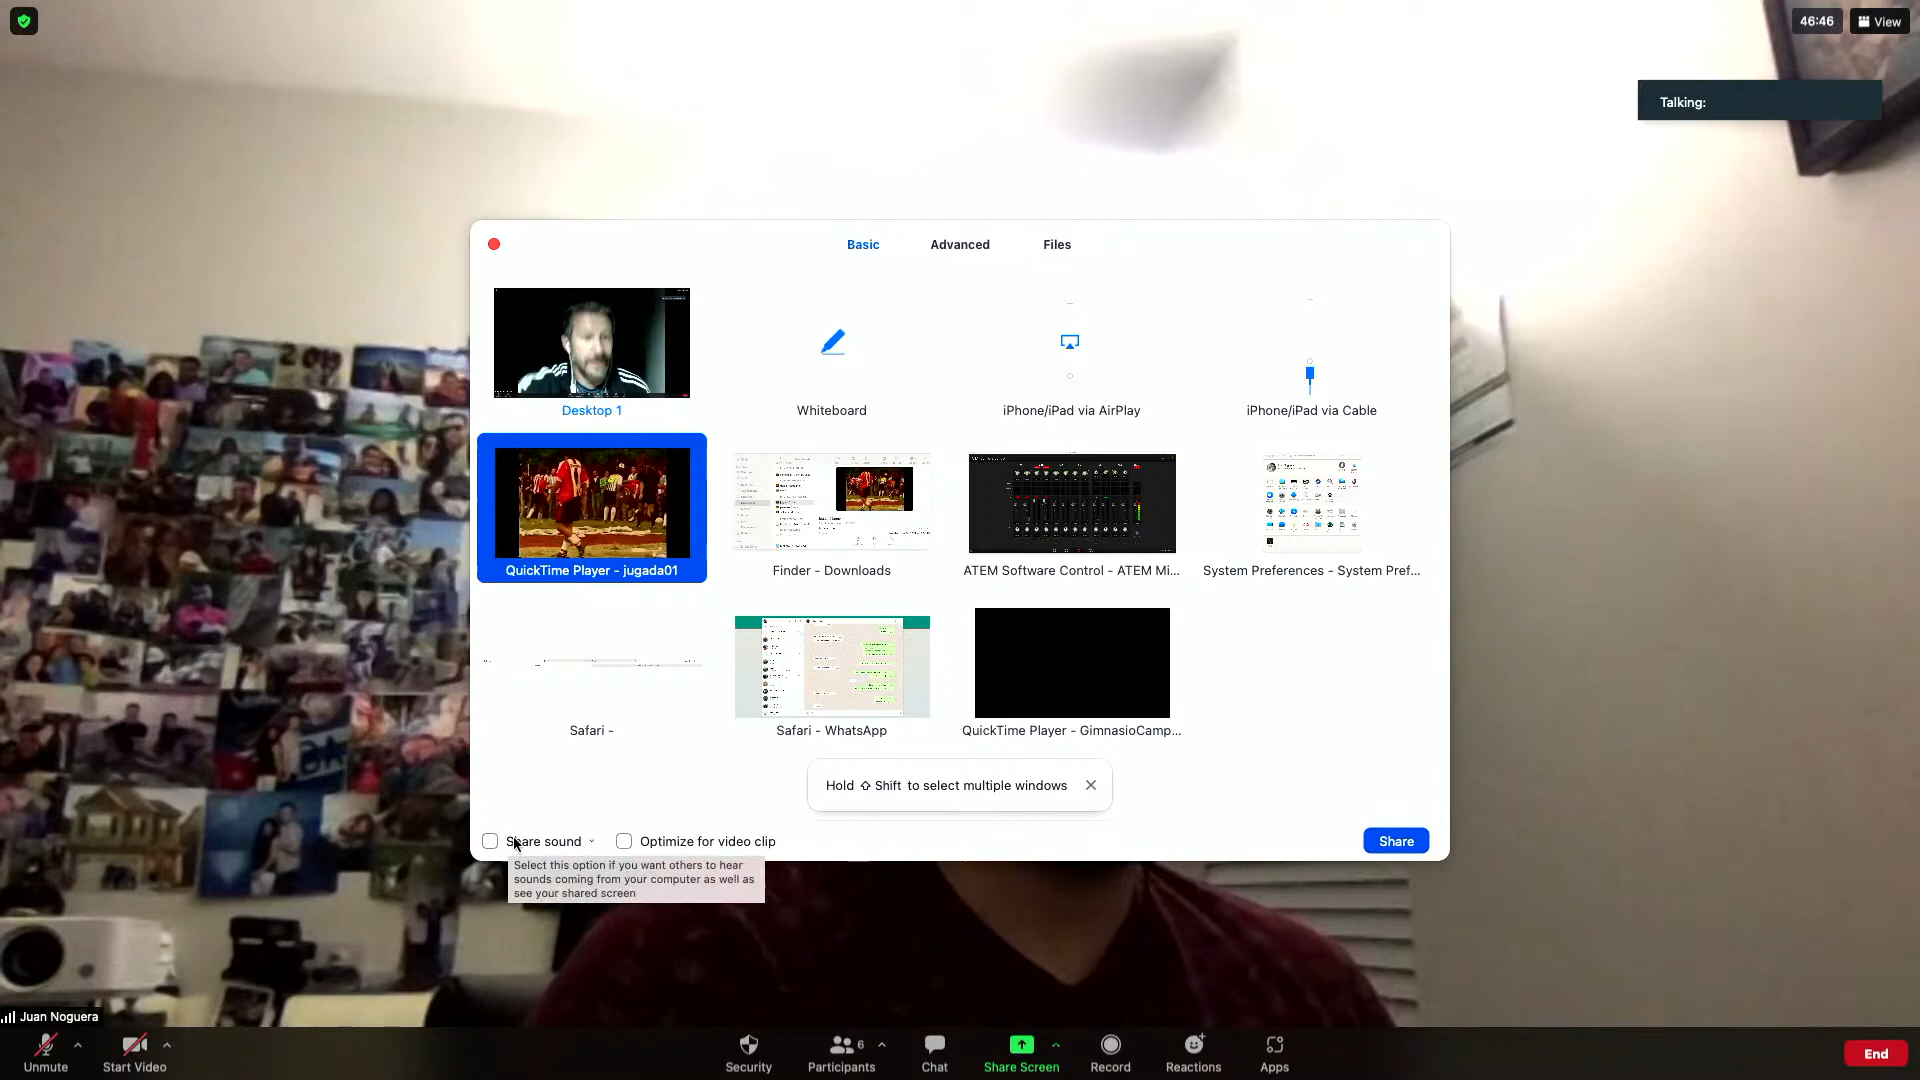 46:46
View
Talking:
Basic
Advanced
Files
Desktop 1
Whiteboard
iPhone/iPad via AirPlay
iPhone/iPad via Cable
QuickTime Player - jugada01
Finder - Downloads
ATEM Software Control - ATEM Mi...
System Preferences - System Pref...
Safari -
Safari - WhatsApp
QuickTime Player - GimnasioCamp...
Hold ⇧ Shift to select multiple windows
Share sound
Optimize for video clip
Share
Select this option if you want others to hear
sounds coming from your computer as well as
see your shared screen
Juan Noguera
Unmute
Start Video
Security
Participants
6
Chat
Share Screen
Record
Reactions
Apps
End